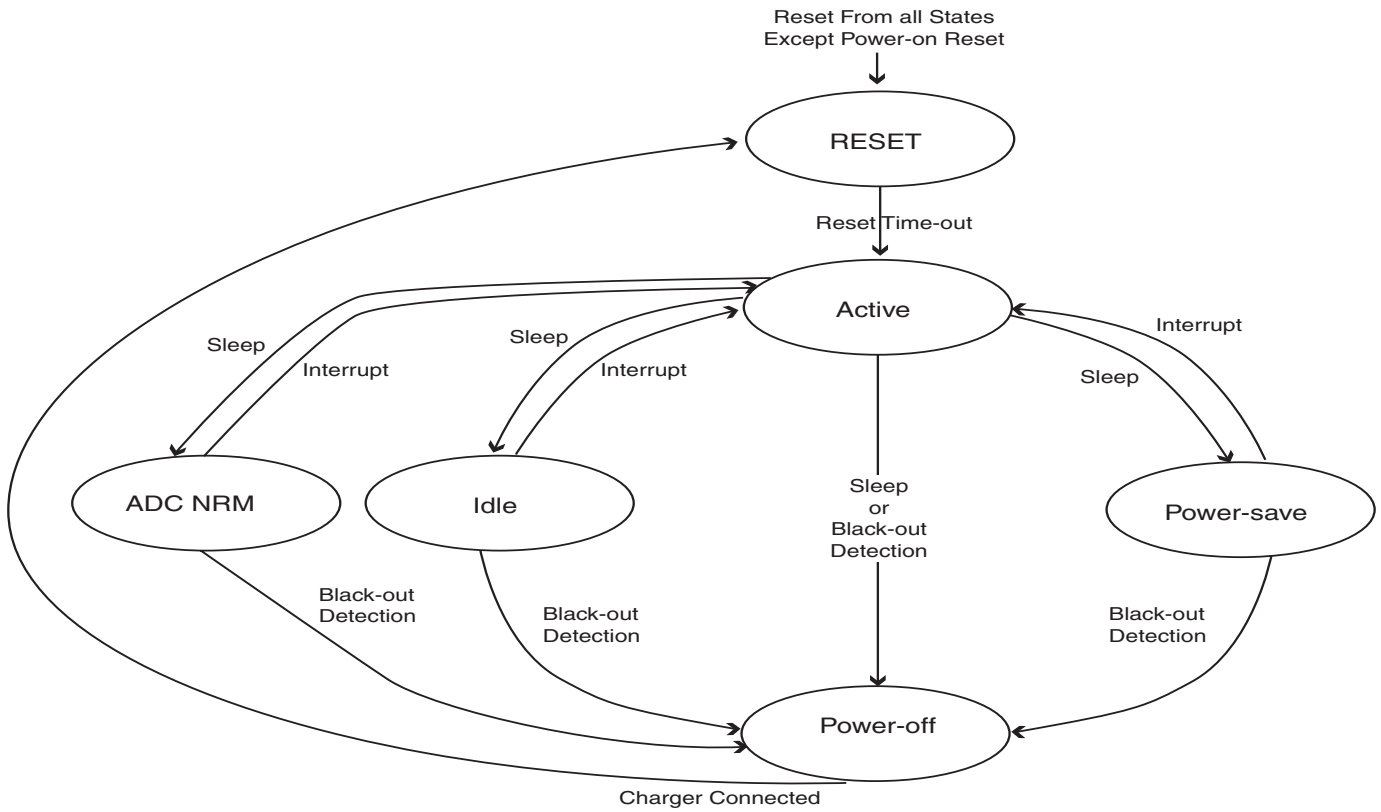 Reset From all States
Except Power-on Reset
RESET
Reset Time-out
Active
Sleep
Interrupt
Sleep
Interrupt
Interrupt
Sleep
ADC NRM
Idle
Sleep
or
Black-out
Detection
Power-save
Black-out
Detection
Black-out
Detection
Black-out
Detection
Power-off
Charger Connected